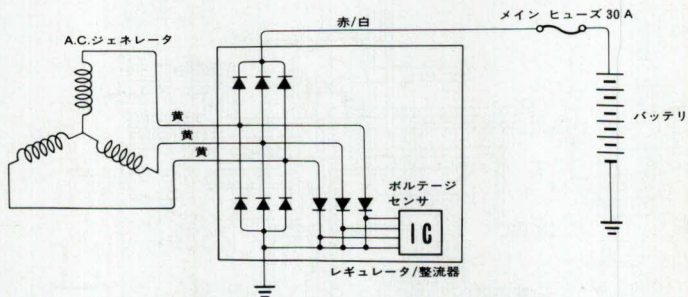 赤/白
メイン ヒューズ 30 A
A.C.ジェネレータ
黄
黄
黄
バッテリ
ボルテージ
センサ
IC
レギュレータ/整流器